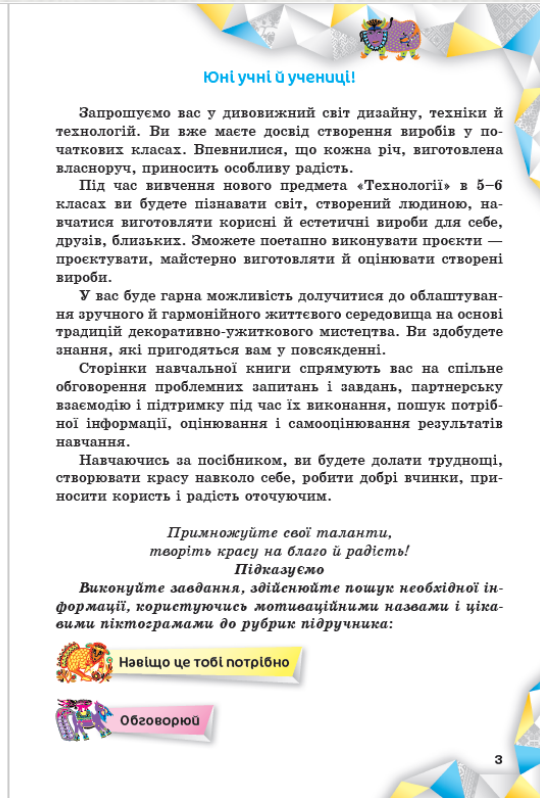 Юні учні й учениці!
Запрошуємо вас у дивовижний світ дизайну, техніки й
технологій. Ви вже маєте досвід створення виробів у по-
чаткових класах. Впевнилися, що кожна річ, виготовлена
власноруч, приносить особливу радість.
Під час вивчення нового предмета «Технології» в 5–6
класах ви будете пізнавати світ, створений людиною, на-
вчатися виготовляти корисні й естетичні вироби для себе,
друзів, близьких. Зможете поетапно виконувати проєкти —
проєктувати, майстерно виготовляти й оцінювати створені
вироби.
У вас буде гарна можливість долучитися до облаштуван-
ня зручного й гармонійного життєвого середовища на основі
традицій декоративно-ужиткового мистецтва. Ви здобудете
знання, які пригодяться вам у повсякденні.
Сторінки навчальної книги спрямують вас на спільне
обговорення проблемних запитань і завдань, партнерську
взаємодію і підтримку під час їх виконання, пошук потріб-
ної інформації, оцінювання і самооцінювання результатів
навчання.
Навчаючись за посібником, ви будете долати труднощі,
створювати красу навколо себе, робити добрі вчинки, при-
носити користь і радість оточуючим.
Примножуйте свої таланти,
творіть красу на благо й радість!
Підказуємо
Виконуйте завдання, здійснюйте пошук необхідної ін-
формації, користуючись мотиваційними назвами і ціка-
вими піктограмами до рубрик підручника:
Навіщо це тобі потрібно
Обговорюй
3